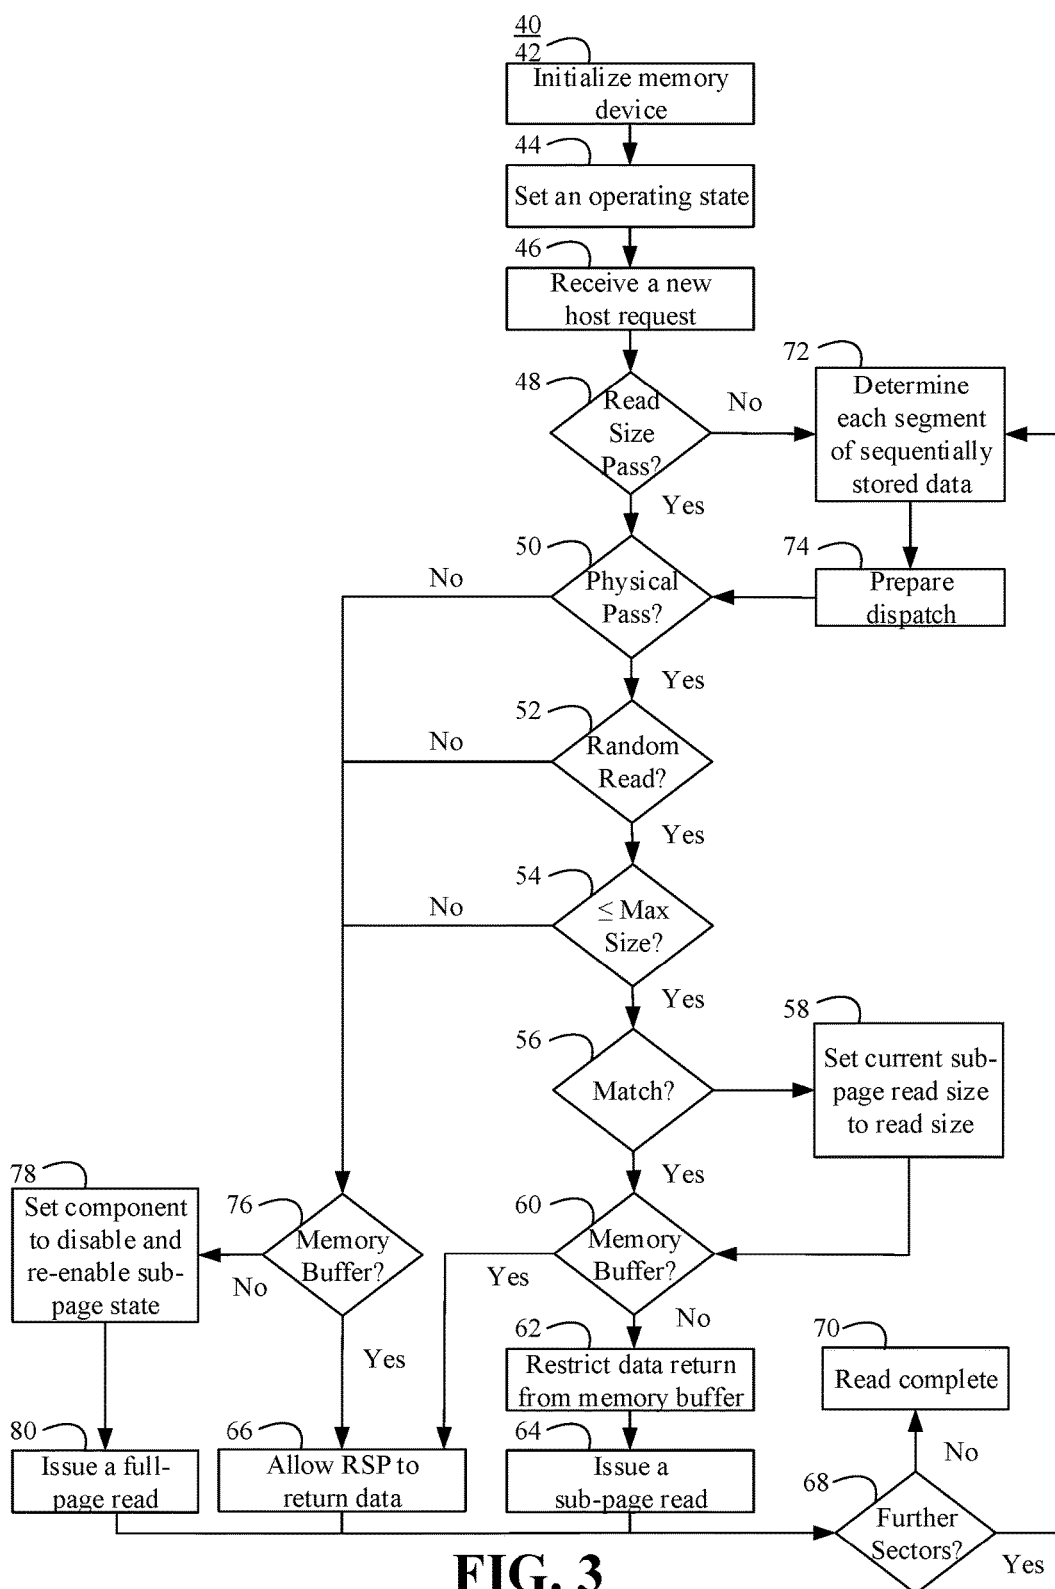 40
42
Initialize memory
device
44
Set an operating state
46
Receive a new
host request
48
Read
Size
Pass?
No
Yes
72
Determine
each segment
of sequentially
stored data
74
Prepare
dispatch
50
Physical
Pass?
No
Yes
52
Random
Read?
No
Yes
54
≤ Max
Size?
No
Yes
56
Match?
Yes
58
Set current sub-
page read size
to read size
60
Memory
Buffer?
Yes
No
76
Memory
Buffer?
No
Yes
78
Set component
to disable and
re-enable sub-
page state
62
Restrict data return
from memory buffer
64
Issue a
sub-page read
66
Allow RSP to
return data
80
Issue a full-
page read
70
Read complete
No
68
Further
Sectors?
Yes
FIG. 3